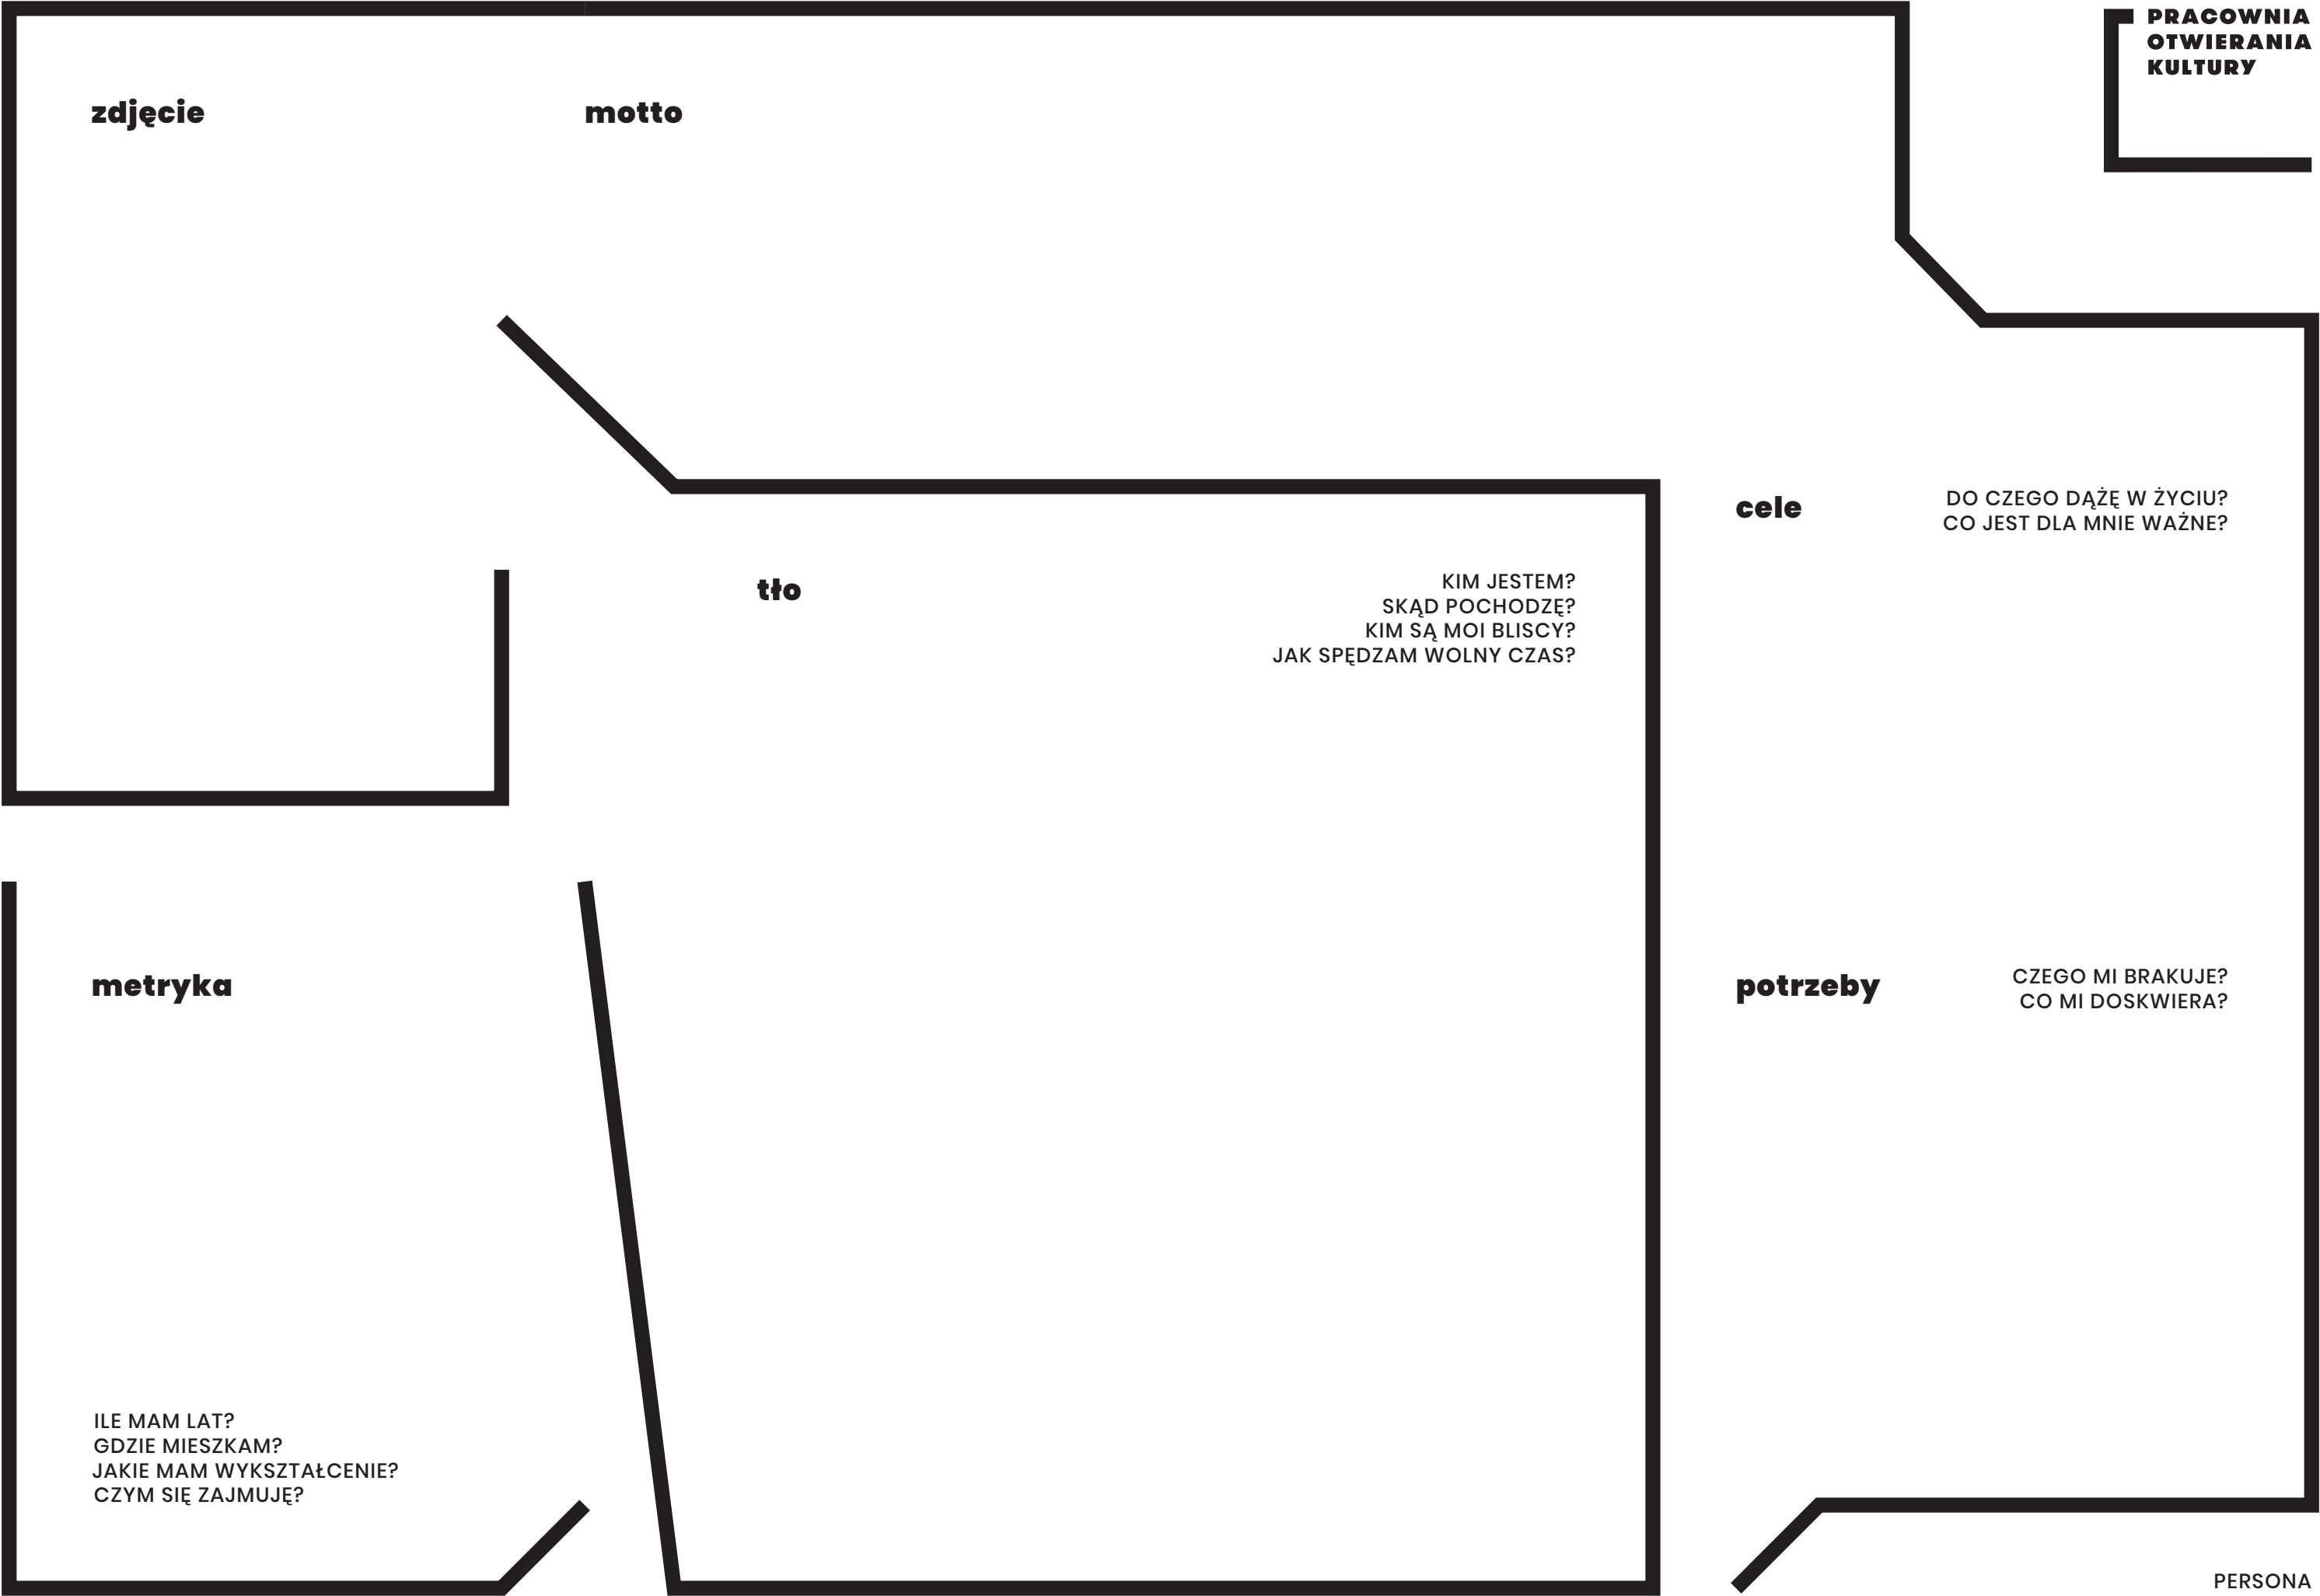 PRACOWNIA
OTWIERANIA
KULTURY
zdjęcie
motto
cele
DO CZEGO DĄŻĘ W ŻYCIU?
CO JEST DLA MNIE WAŻNE?
tło
KIM JESTEM?
SKĄD POCHODZĘ?
KIM SĄ MOI BLISCY?
JAK SPĘDZAM WOLNY CZAS?
metryka
ILE MAM LAT?
GDZIE MIESZKAM?
JAKIE MAM WYKSZTAŁCENIE?
CZYM SIĘ ZAJMUJĘ?
potrzeby
CZEGO MI BRAKUJE?
CO MI DOSKWIERA?
PERSONA